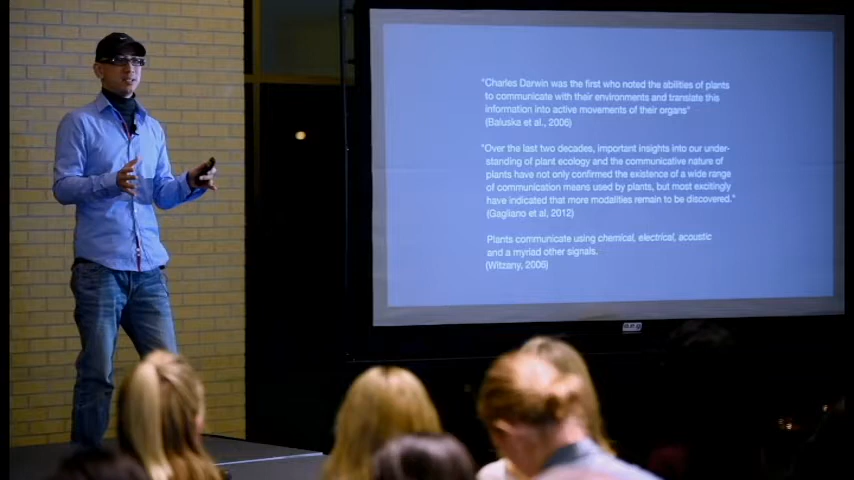 "Charles Darwin was the first who noted the abilities of plants
to communicate with their environments and translate this
information into active movements of their organs"
(Baluska et al., 2006)
"Over the last two decades, important insights into our under-
standing of plant ecology and the communicative nature of
plants have not only confirmed the existence of a wide range
of communication means used by plants, but most excitingly
have indicated that more modalities remain to be discovered."
(Gagliano et al, 2012)
Plants communicate using chemical, electrical, acoustic
and a myriad other signals.
(Witzany, 2006)